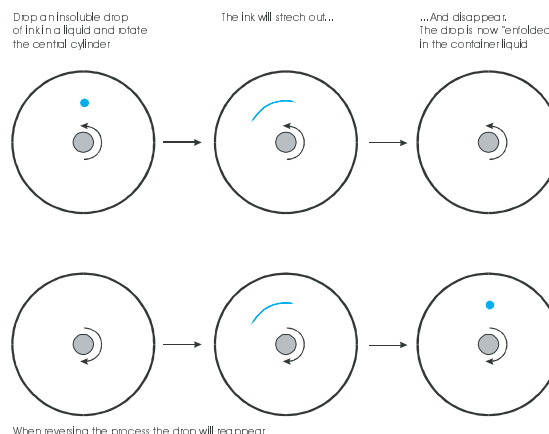 Drop an insoluble drop
of ink in a liquid and rotate
the central cylinder
The ink will strech out...
...And disappear.
The drop is now "enfolded
in the container liquid
When reversing the process the drop will reappear